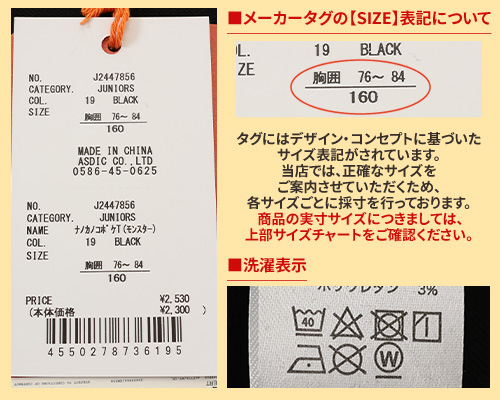 NO. J2447856
CATEGORY. JUNIORS
COL. 19 BLACK
SIZE 胸囲 76～ 84
160
MADE IN CHINA
ASDIC CO.,LTD
0586-45-0625
NO. J2447856
CATEGORY. JUNIORS
NAME ナノカノコポケT(モンスター)
COL. 19 BLACK
SIZE 胸囲 76～ 84
160
PRICE ¥2,530
(本体価格 ¥2,300 )
4550278736195
■メーカータグの【SIZE】表記について
OL. 19 BLACK
ZE 胸囲 76～ 84
160
タグにはデザイン・コンセプトに基づいた
サイズ表記がされています。
当店では、正確なサイズを
ご案内させていただくため、
各サイズごとに採寸を行っております。
商品の実寸サイズにつきましては、
上部サイズチャートをご確認ください。
■洗濯表示
ポリウレタン 3%
40
W